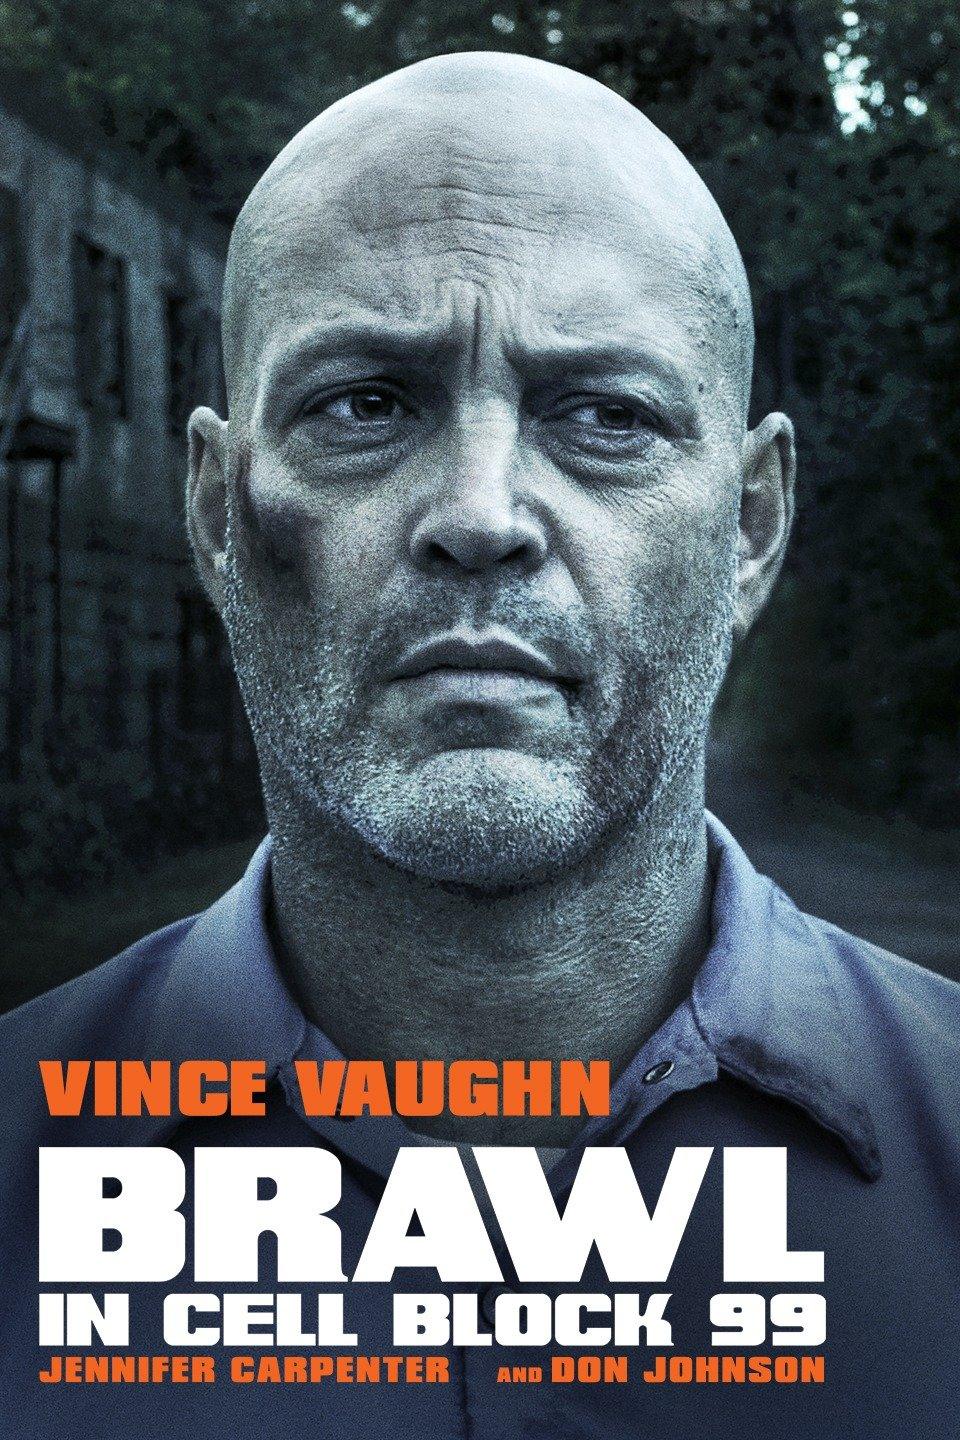 VINCE VAUGHN
BRAWL
IN CELL BLOCK 99
JENNIFER CARPENTER AND DON JOHNSON